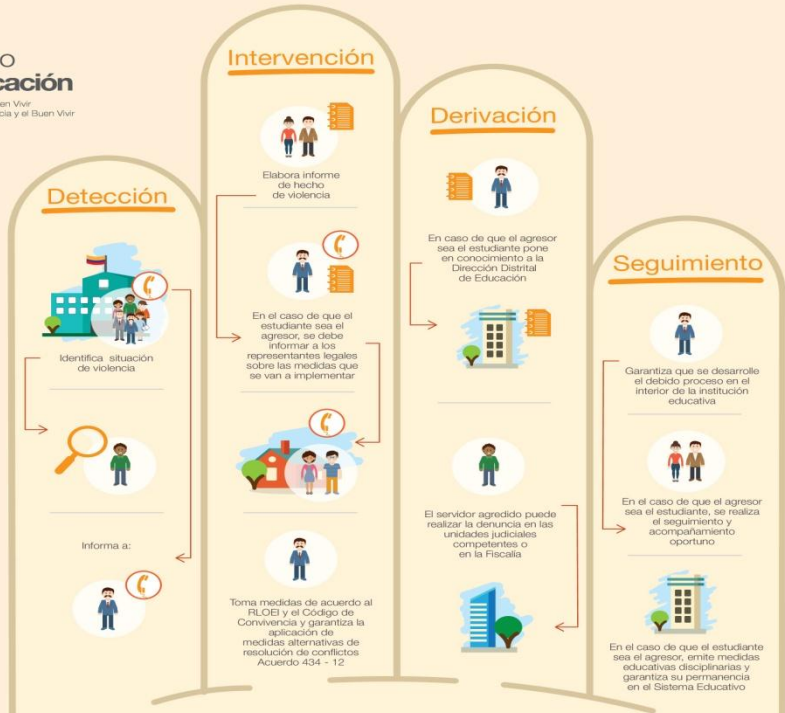 O
cación
en Vivir
cia y el Buen Vivir
Detección
Identifica situación
de violencia
Informa a:
Intervención
Elabora informe
de hecho
de violencia
En el caso de que el
estudiante sea el
agresor, se debe
informar a los
representantes legales
sobre las medidas que
se van a implementar
Toma medidas de acuerdo al
RLOEI y el Código de
Convivencia y garantiza la
aplicación de
medidas alternativas de
resolución de conflictos
Acuerdo 434 - 12
Derivación
En caso de que el agresor
sea el estudiante pone
en conocimiento a la
Dirección Distrital
de Educación
El servidor agredido puede
realizar la denuncia en las
unidades judiciales
competentes o
en la Fiscalía
Seguimiento
Garantiza que se desarrolle
el debido proceso en el
interior de la institución
educativa
En el caso de que el agresor
sea el estudiante, se realiza
el seguimiento y
acompañamiento
oportuno
En el caso de que el estudiante
sea el agresor, emite medidas
educativas disciplinarias y
garantiza su permanencia
en el Sistema Educativo